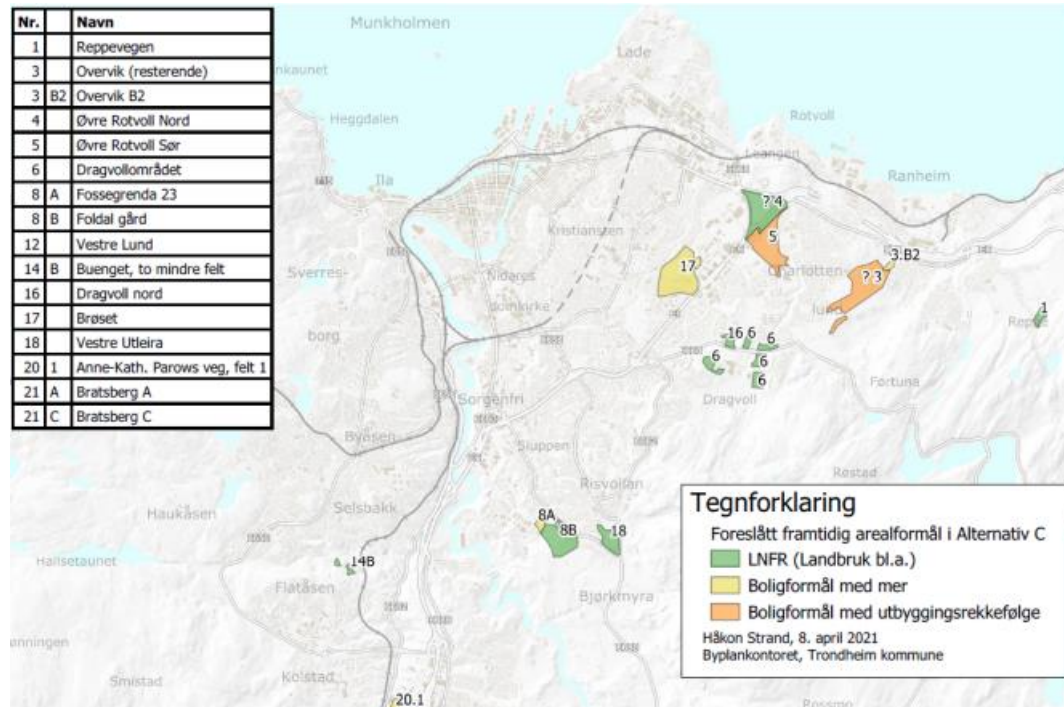 Nr. Navn
1 Reppevegen
3 Overvik (resterende)
3 B2 Overvik B2
4 Øvre Rotvoll Nord
5 Øvre Rotvoll Sør
6 Dragvollområdet
8 A Fossegrenda 23
8 B Foldal gård
12 Vestre Lund
14 B Buenget, to mindre felt
16 Dragvoll nord
17 Brøset
18 Vestre Utleira
20 1 Anne-Kath. Parows veg, felt 1
21 A Bratsberg A
21 C Bratsberg C
Munkholmen
Lade
nkaunet
Heggdalen
Rotvoll
Leangen
Ranheim
Ila
? 4
Kristiansten
5
3.B2
17
Charlotten
? 3
Sverres-
Nidaros
domkirke
lund
1
borg
16 6 6
6 6
6
Fortuna
Dragvoll
Sorgenfri
Byåsen
Sluppen
Røstad
Risvollan
Selsbakk
Haukåsen
8A
8B 18
Hallsetaunet
14B
Flatåsen
Bjørkmyra
ønningen
Smistad
Kolstad
20.1
Rossmo
Tegnforklaring
Foreslått framtidig arealformål i Alternativ C
LNFR (Landbruk bl.a.)
Boligformål med mer
Boligformål med utbyggingsrekkefølge
Håkon Strand, 8. april 2021
Byplankontoret, Trondheim kommune